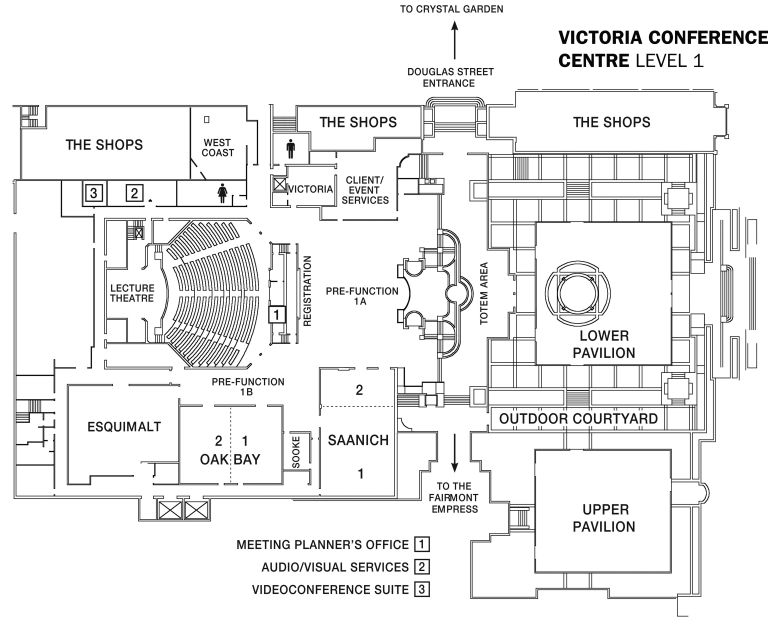 TO CRYSTAL GARDEN
VICTORIA CONFERENCE
CENTRE LEVEL 1
DOUGLAS STREET
ENTRANCE
THE SHOPS
WEST
COAST
THE SHOPS
THE SHOPS
3
2
VICTORIA
CLIENT/
EVENT
SERVICES
LECTURE
THEATRE
1
REGISTRATION
PRE-FUNCTION
1A
TOTEM AREA
LOWER
PAVILION
PRE-FUNCTION
1B
ESQUIMALT
2 1
OAK BAY
SOOKE
2
SAANICH
1
OUTDOOR COURTYARD
TO THE
FAIRMONT
EMPRESS
UPPER
PAVILION
MEETING PLANNER'S OFFICE 1
AUDIO/VISUAL SERVICES 2
VIDEOCONFERENCE SUITE 3